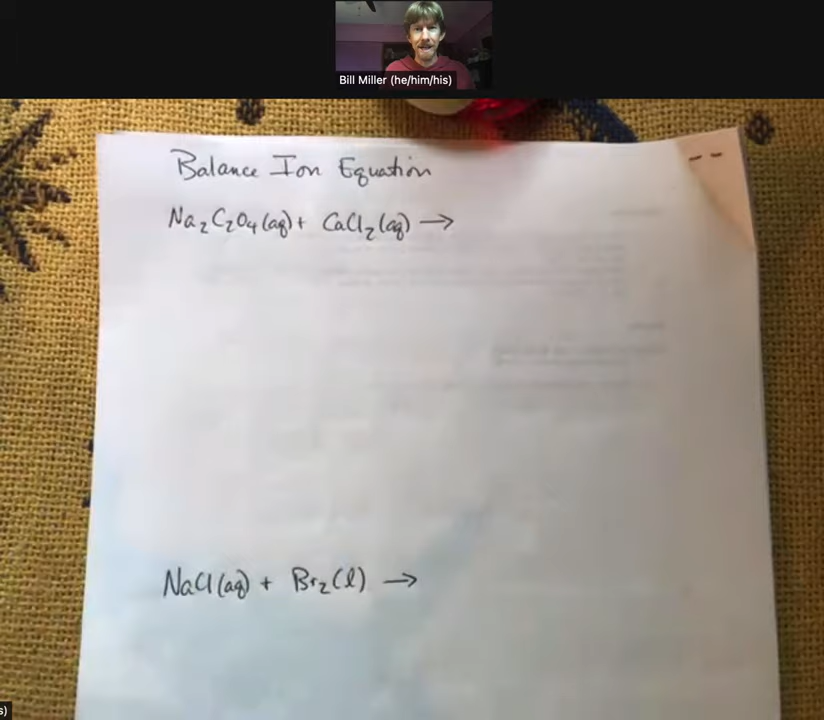 Bill Miller (he/him/his)
Balance Ion Equation
Na₂C₂O₄(aq) + CaCl₂(aq) →
NaCl(aq) + Br₂(l) →
s)